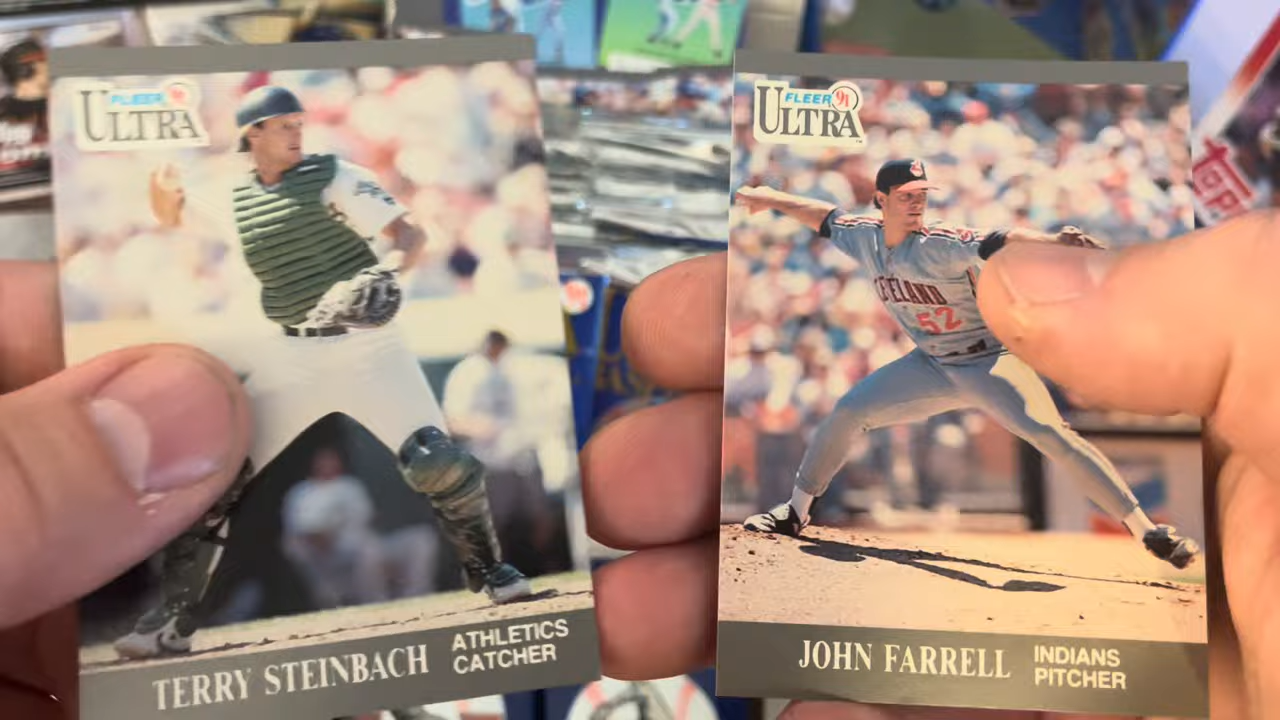 FLEER 91
ULTRA
TERRY STEINBACH
ATHLETICS
CATCHER
FLEER 91
ULTRA
CLEVELAND
52
JOHN FARRELL
INDIANS
PITCHER